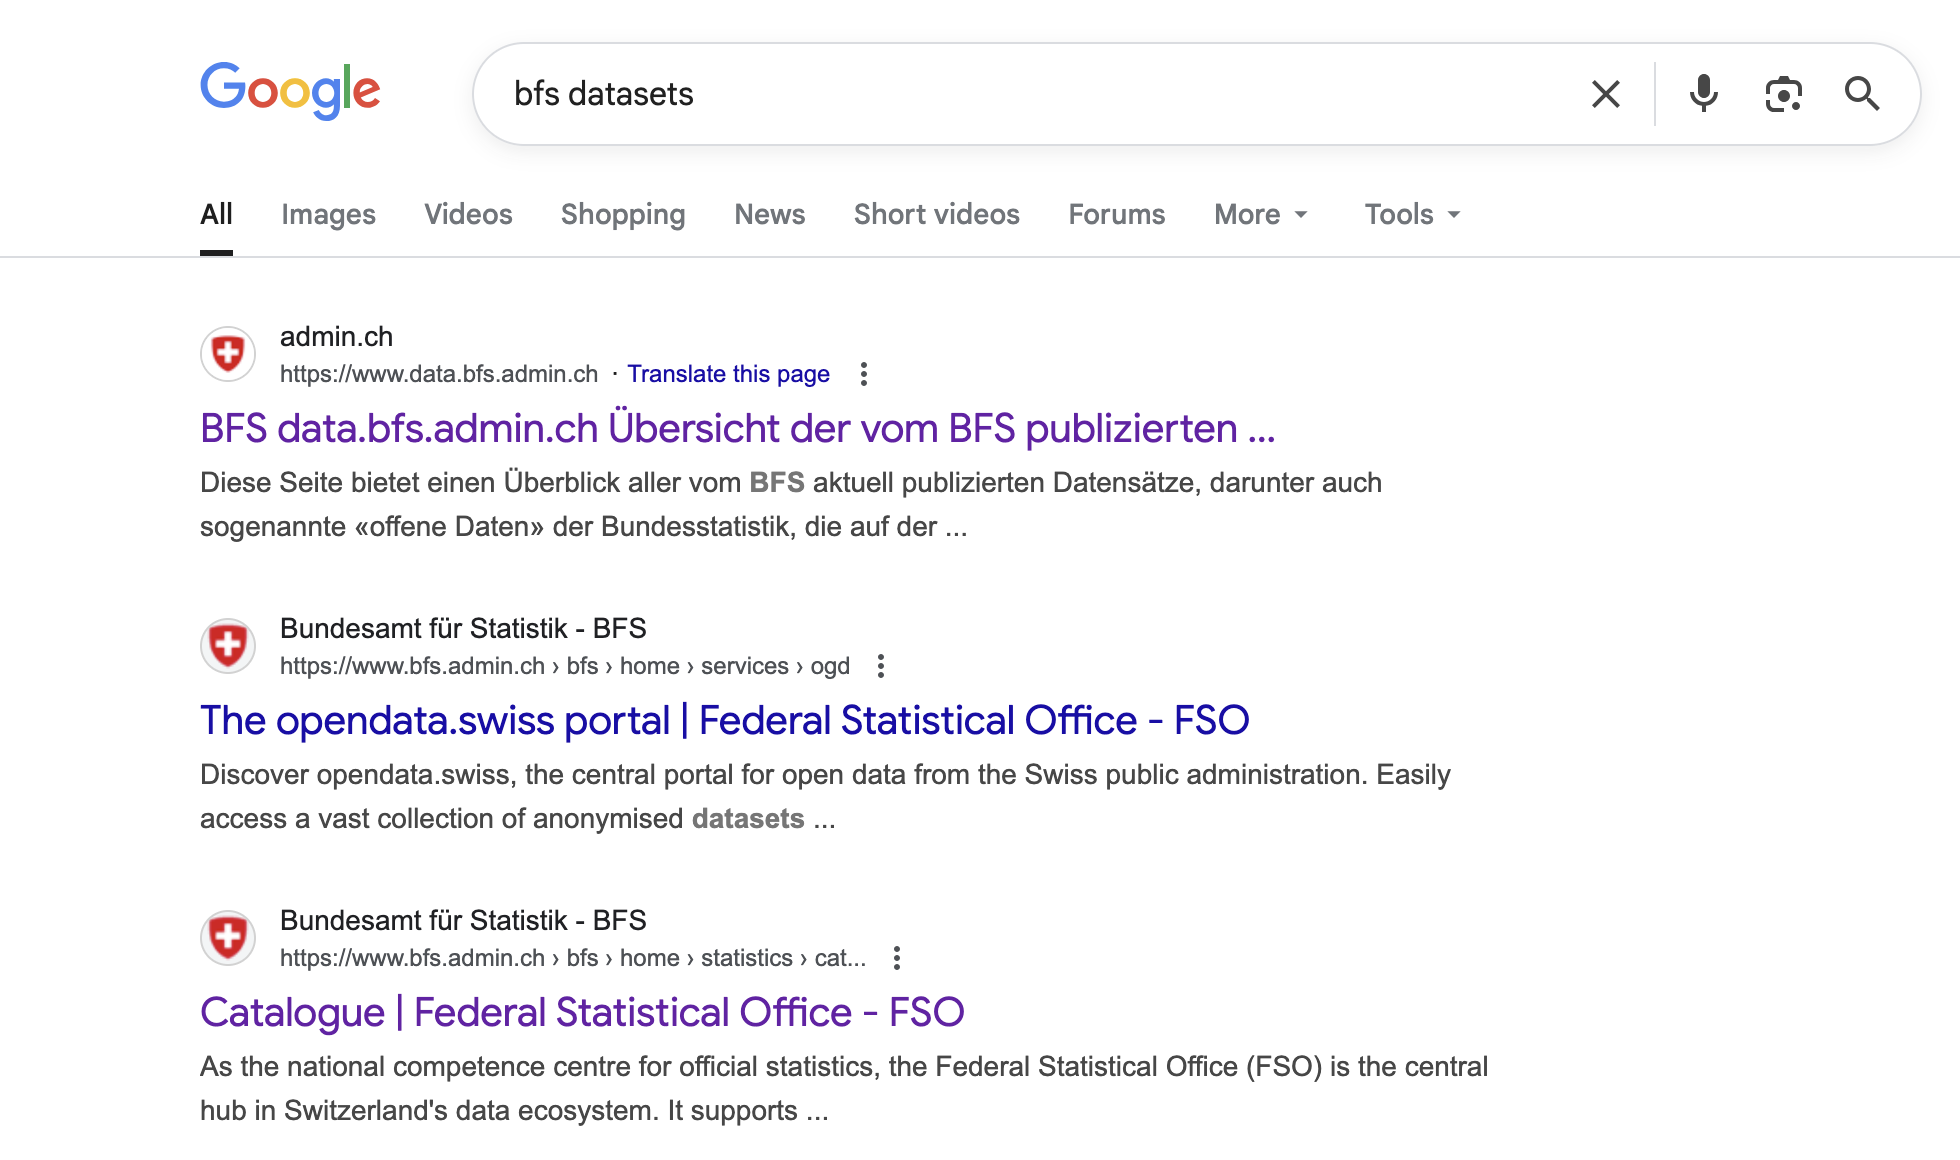 Google
bfs datasets
All Images Videos Shopping News Short videos Forums More Tools
admin.ch
https://www.data.bfs.admin.ch · Translate this page
BFS data.bfs.admin.ch Übersicht der vom BFS publizierten ...
Diese Seite bietet einen Überblick aller vom BFS aktuell publizierten Datensätze, darunter auch
sogenannte «offene Daten» der Bundesstatistik, die auf der ...
Bundesamt für Statistik - BFS
https://www.bfs.admin.ch › bfs › home › services › ogd
The opendata.swiss portal | Federal Statistical Office - FSO
Discover opendata.swiss, the central portal for open data from the Swiss public administration. Easily
access a vast collection of anonymised datasets ...
Bundesamt für Statistik - BFS
https://www.bfs.admin.ch › bfs › home › statistics › cat...
Catalogue | Federal Statistical Office - FSO
As the national competence centre for official statistics, the Federal Statistical Office (FSO) is the central
hub in Switzerland's data ecosystem. It supports ...